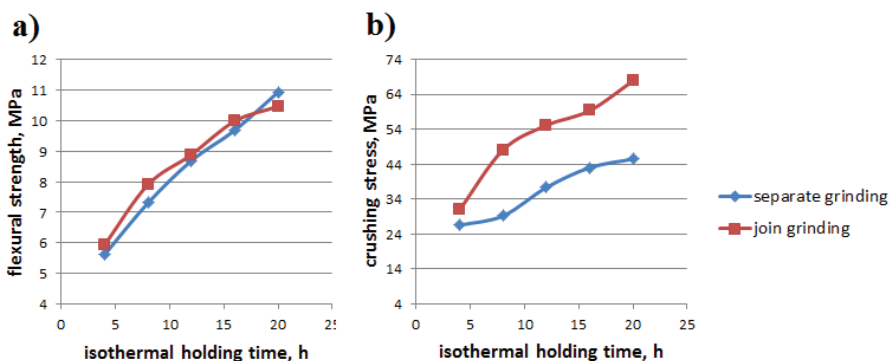 a)
flexural strength, MPa
12
11
10
9
8
7
6
5
4
0 5 10 15 20 25
isothermal holding time, h
b)
crushing stress, MPa
74
64
54
44
34
24
14
4
0 5 10 15 20 25
isothermal holding time, h
separate grinding
join grinding